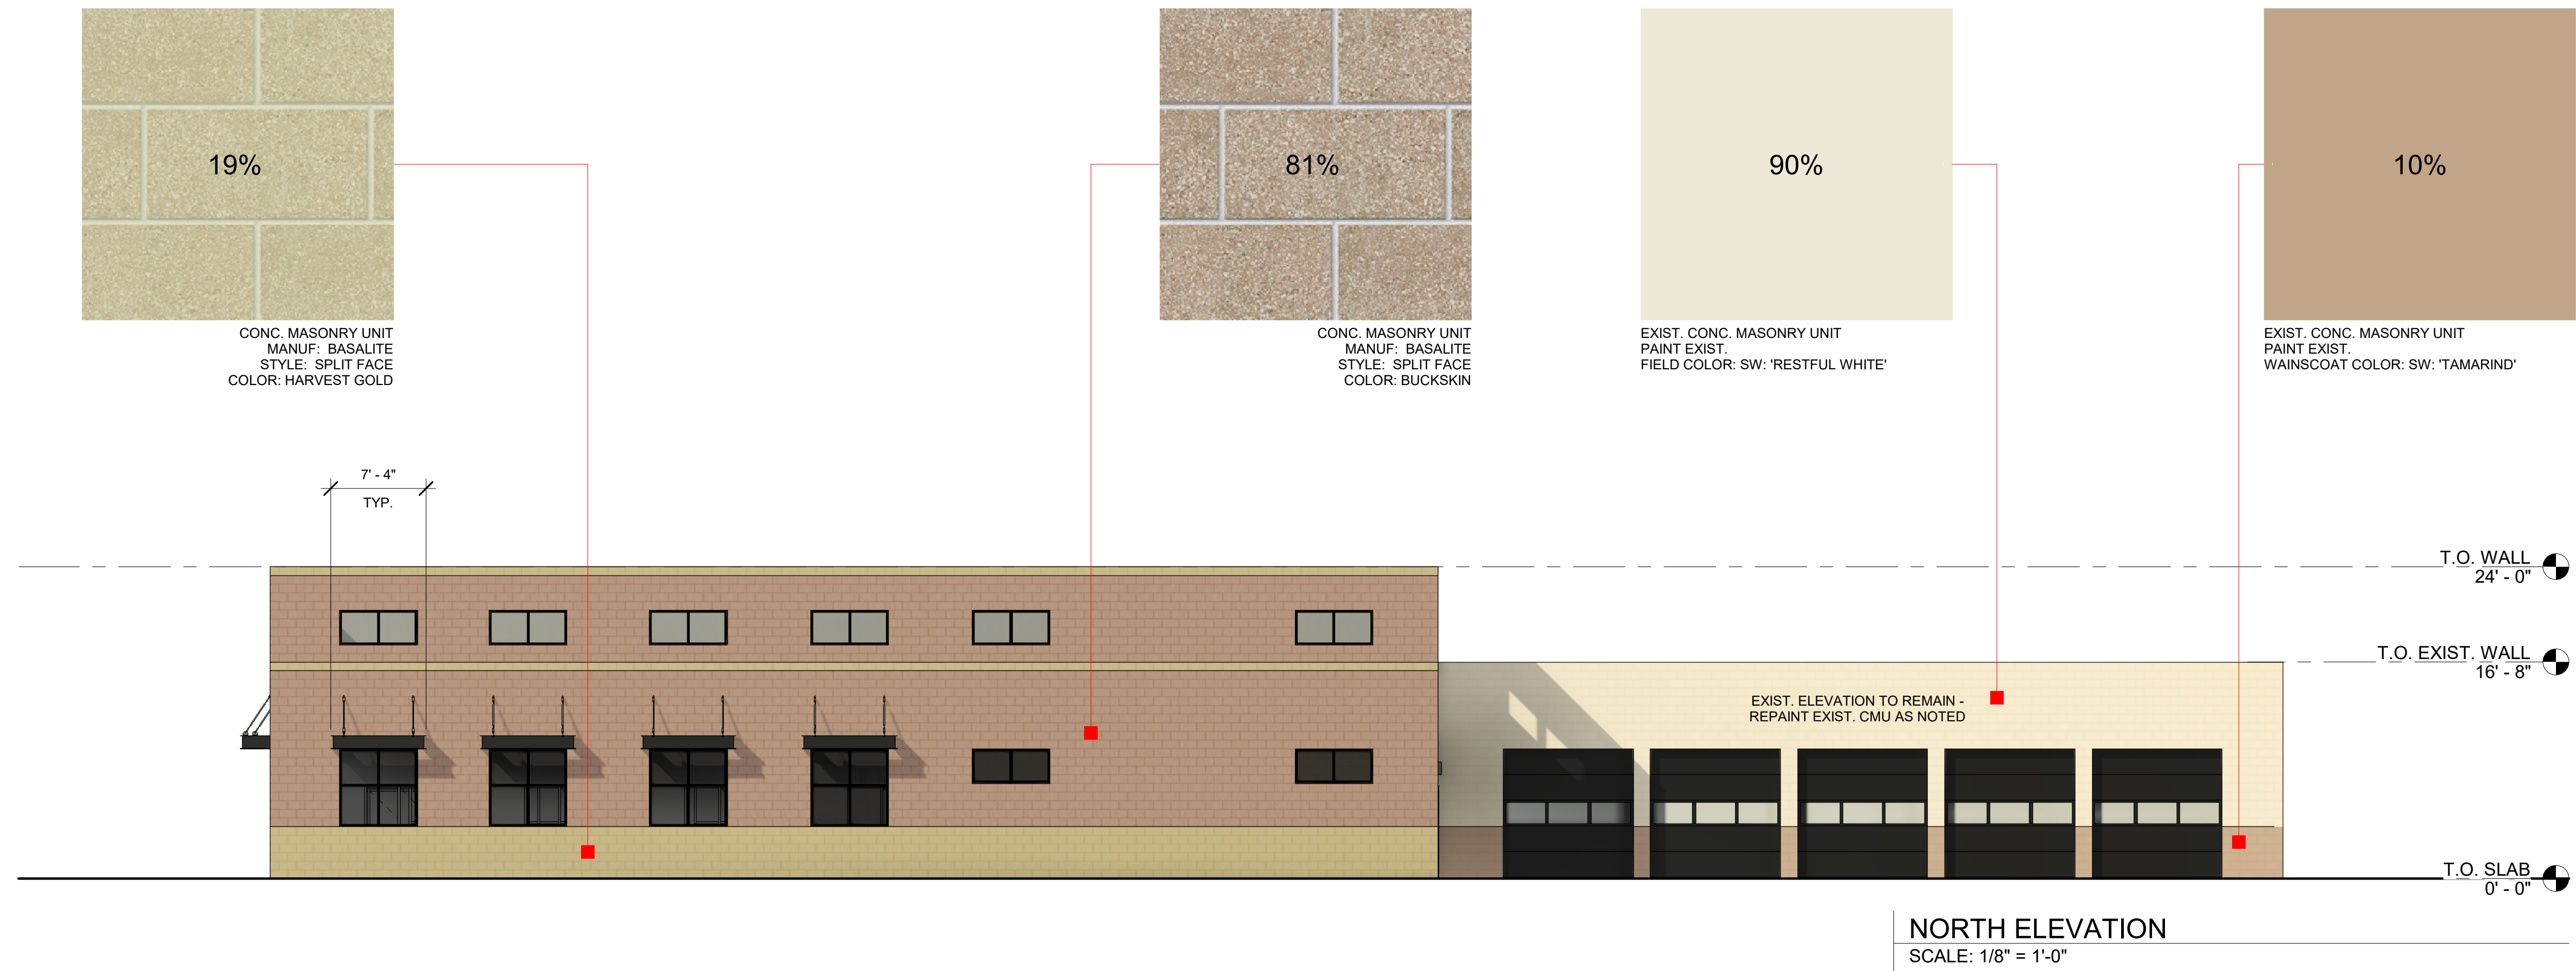 19%
81%
90%
10%
CONC. MASONRY UNIT
MANUF: BASALITE
STYLE: SPLIT FACE
COLOR: HARVEST GOLD
CONC. MASONRY UNIT
MANUF: BASALITE
STYLE: SPLIT FACE
COLOR: BUCKSKIN
EXIST. CONC. MASONRY UNIT
PAINT EXIST.
FIELD COLOR: SW: 'RESTFUL WHITE'
EXIST. CONC. MASONRY UNIT
PAINT EXIST.
WAINSCOAT COLOR: SW: 'TAMARIND'
7' - 4"
TYP.
T.O. WALL
24' - 0"
T.O. EXIST. WALL
16' - 8"
EXIST. ELEVATION TO REMAIN -
REPAINT EXIST. CMU AS NOTED
T.O. SLAB
0' - 0"
NORTH ELEVATION
SCALE: 1/8" = 1'-0"